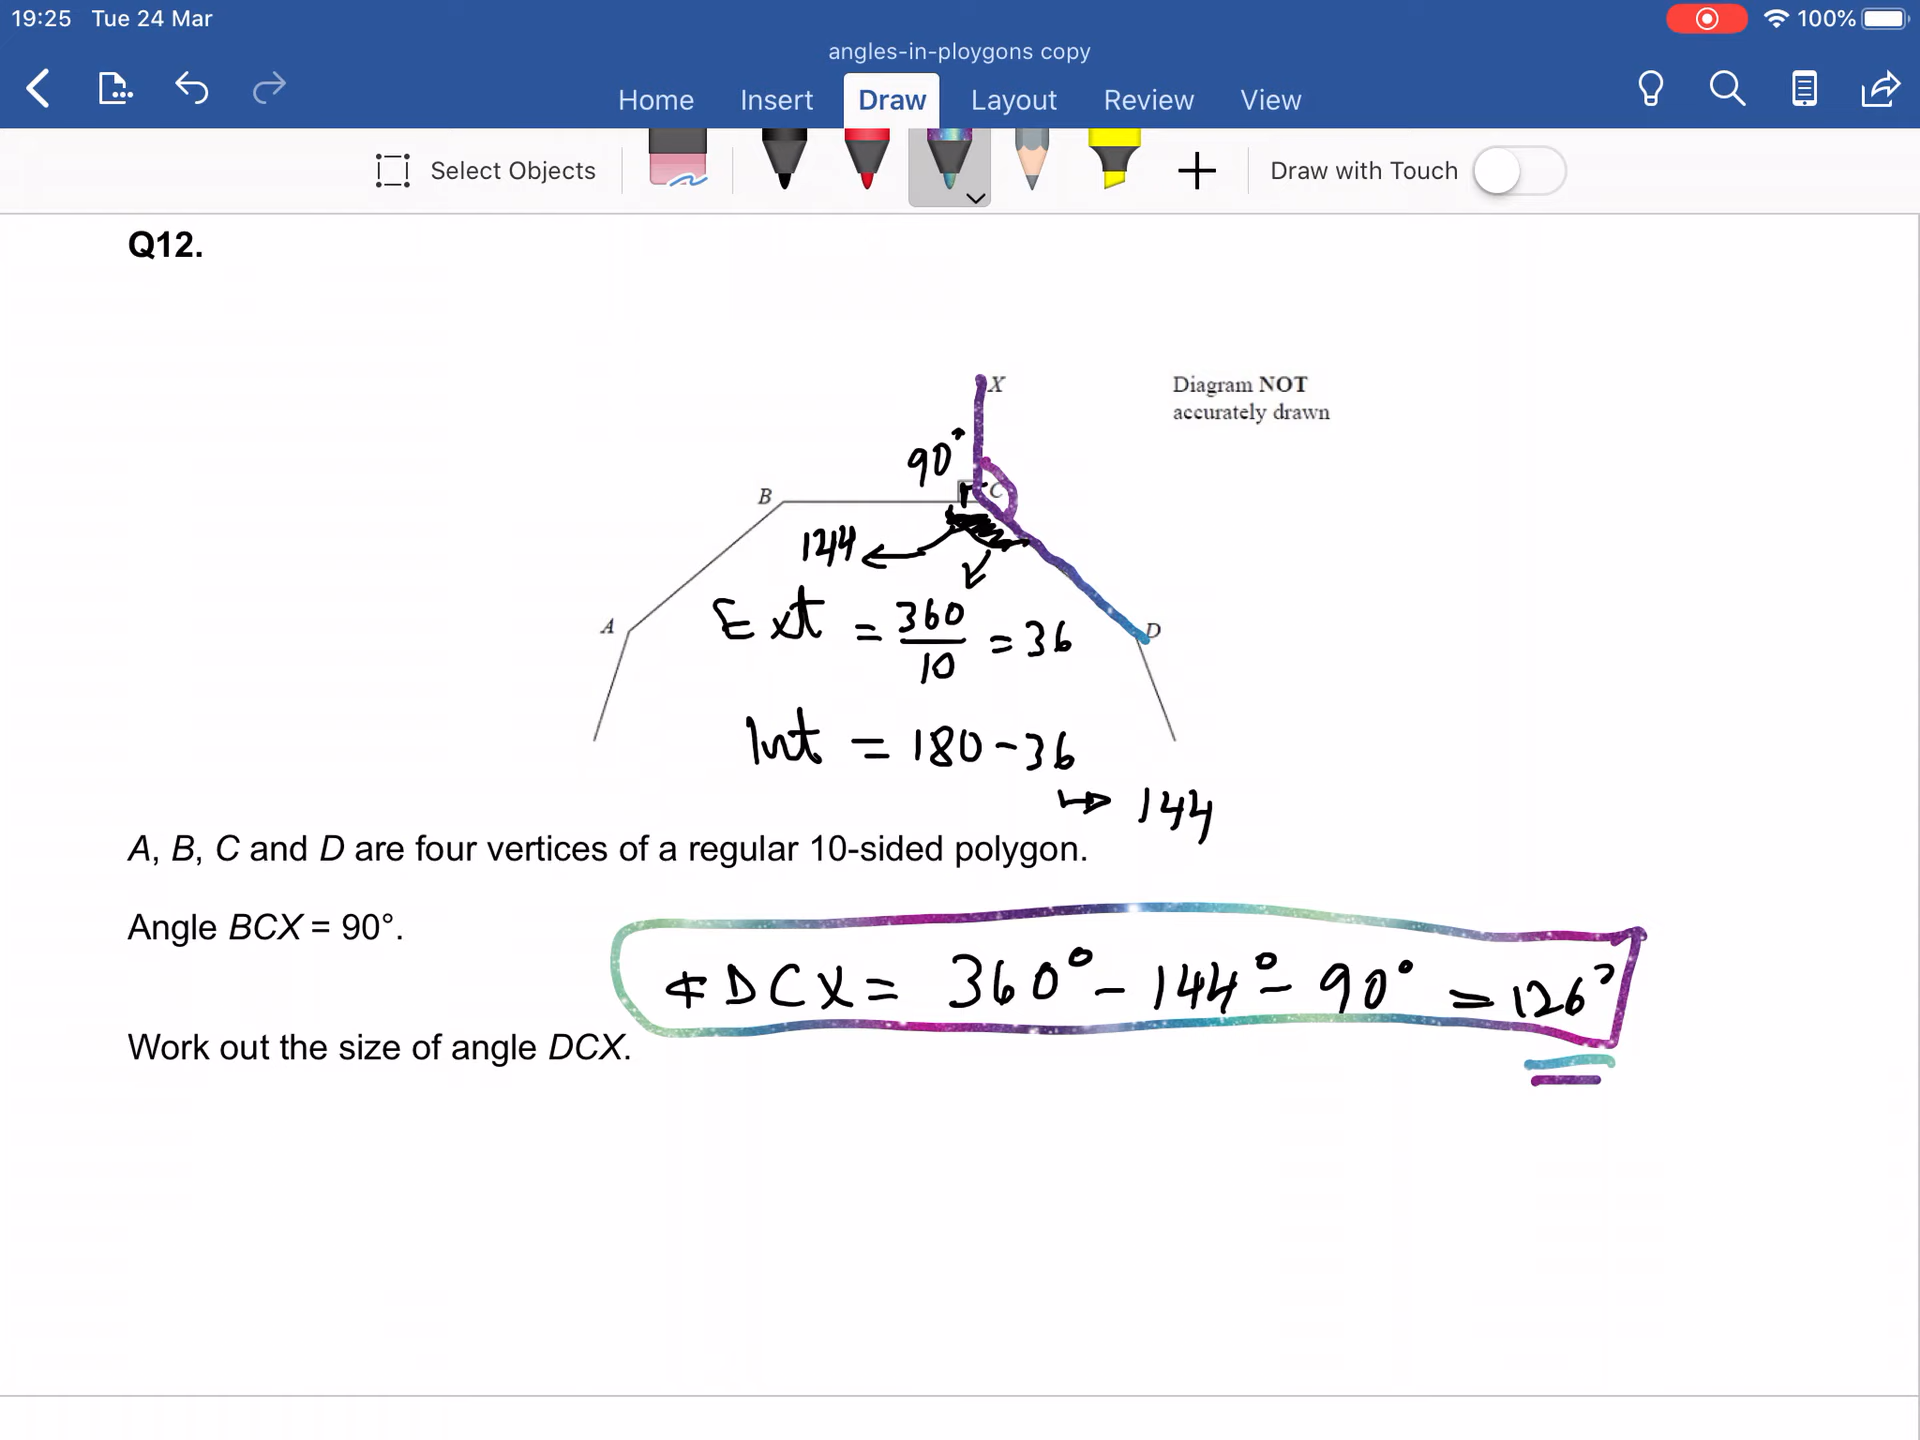 19:25 Tue 24 Mar
100%
angles-in-ploygons copy
Home Insert Draw Layout Review View
Select Objects
Draw with Touch
Q12.
X
Diagram NOT
accurately drawn
90°
B
C
144
A
Ext = 360/10 = 36
D
Int = 180 - 36
↳ 144
A, B, C and D are four vertices of a regular 10-sided polygon.
Angle BCX = 90°.
∢DCX = 360° - 144° - 90° = 126°
Work out the size of angle DCX.